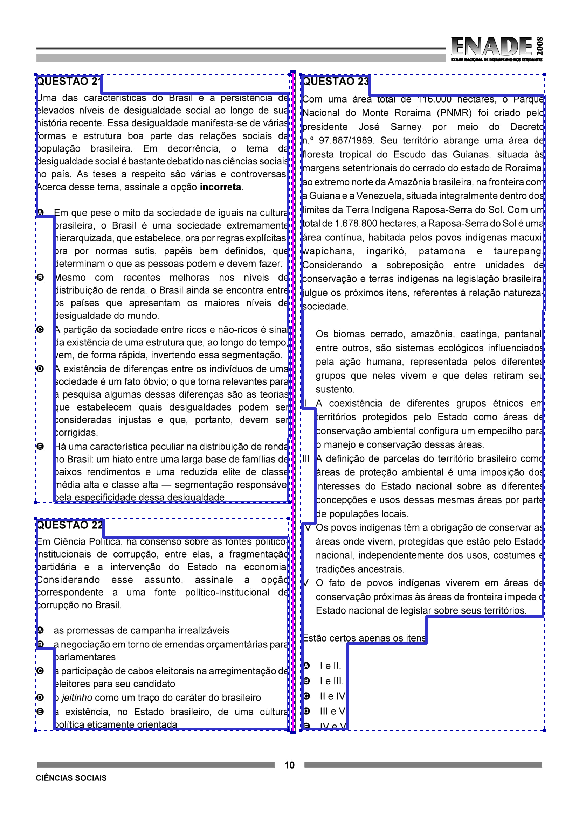 ENADE 2008
EXAME NACIONAL DE DESEMPENHO DOS ESTUDANTES
QUESTÃO 21
Uma das características do Brasil é a persistência de
elevados níveis de desigualdade social ao longo de sua
história recente. Essa desigualdade manifesta-se de várias
formas e estrutura boa parte das relações sociais da
população brasileira. Em decorrência, o tema da
desigualdade social é bastante debatido nas ciências sociais
no país. As teses a respeito são várias e controversas.
Acerca desse tema, assinale a opção incorreta.
A Em que pese o mito da sociedade de iguais na cultura
brasileira, o Brasil é uma sociedade extremamente
hierarquizada, que estabelece, ora por regras explícitas
ora por normas sutis, papéis bem definidos, que
determinam o que as pessoas podem e devem fazer.
B Mesmo com recentes melhoras nos níveis de
distribuição de renda, o Brasil ainda se encontra entre
os países que apresentam os maiores níveis de
desigualdade do mundo.
C A partição da sociedade entre ricos e não-ricos é sinal
da existência de uma estrutura que, ao longo do tempo,
vem, de forma rápida, invertendo essa segmentação.
D A existência de diferenças entre os indivíduos de uma
sociedade é um fato óbvio; o que torna relevantes para
a pesquisa algumas dessas diferenças são as teorias
que estabelecem quais desigualdades podem ser
consideradas injustas e que, portanto, devem ser
corrigidas.
E Há uma característica peculiar na distribuição de renda
no Brasil: um hiato entre uma larga base de famílias de
baixos rendimentos e uma reduzida elite de classe
média alta e classe alta — segmentação responsável
pela especificidade dessa desigualdade
QUESTÃO 22
Em Ciência Política, há consenso sobre as fontes político-
institucionais de corrupção, entre elas, a fragmentação
partidária e a intervenção do Estado na economia.
Considerando esse assunto, assinale a opção
correspondente a uma fonte político-institucional de
corrupção no Brasil.
A as promessas de campanha irrealizáveis
B a negociação em torno de emendas orçamentárias para
parlamentares
C a participação de cabos eleitorais na arregimentação de
eleitores para seu candidato
D o jeitinho como um traço do caráter do brasileiro
E a existência, no Estado brasileiro, de uma cultura
política eticamente orientada
QUESTÃO 23
Com uma área total de 116.000 hectares, o Parque
Nacional do Monte Roraima (PNMR) foi criado pelo
presidente José Sarney por meio do Decreto
n.º 97.887/1989. Seu território abrange uma área de
floresta tropical do Escudo das Guianas, situada às
margens setentrionais do cerrado do estado de Roraima,
ao extremo norte da Amazônia brasileira, na fronteira com
a Guiana e a Venezuela, situada integralmente dentro dos
limites da Terra Indígena Raposa-Serra do Sol. Com um
total de 1.678.800 hectares, a Raposa-Serra do Sol é uma
área contínua, habitada pelos povos indígenas macuxi,
wapichana, ingarikó, patamona e taurepang.
Considerando a sobreposição entre unidades de
conservação e terras indígenas na legislação brasileira,
julgue os próximos itens, referentes à relação natureza-
sociedade.
Os biomas cerrado, amazônia, caatinga, pantanal,
entre outros, são sistemas ecológicos influenciados
pela ação humana, representada pelos diferentes
grupos que neles vivem e que deles retiram seu
sustento.
II A coexistência de diferentes grupos étnicos em
territórios protegidos pelo Estado como áreas de
conservação ambiental configura um empecilho para
o manejo e conservação dessas áreas.
III A definição de parcelas do território brasileiro como
áreas de proteção ambiental é uma imposição dos
interesses do Estado nacional sobre as diferentes
concepções e usos dessas mesmas áreas por parte
de populações locais.
IV Os povos indígenas têm a obrigação de conservar as
áreas onde vivem, protegidas que estão pelo Estado
nacional, independentemente dos usos, costumes e
tradições ancestrais.
V O fato de povos indígenas viverem em áreas de
conservação próximas às áreas de fronteira impede o
Estado nacional de legislar sobre seus territórios.
Estão certos apenas os itens
A I e II.
B I e III.
C II e IV.
D III e V.
E IV e V.
10
CIÊNCIAS SOCIAIS